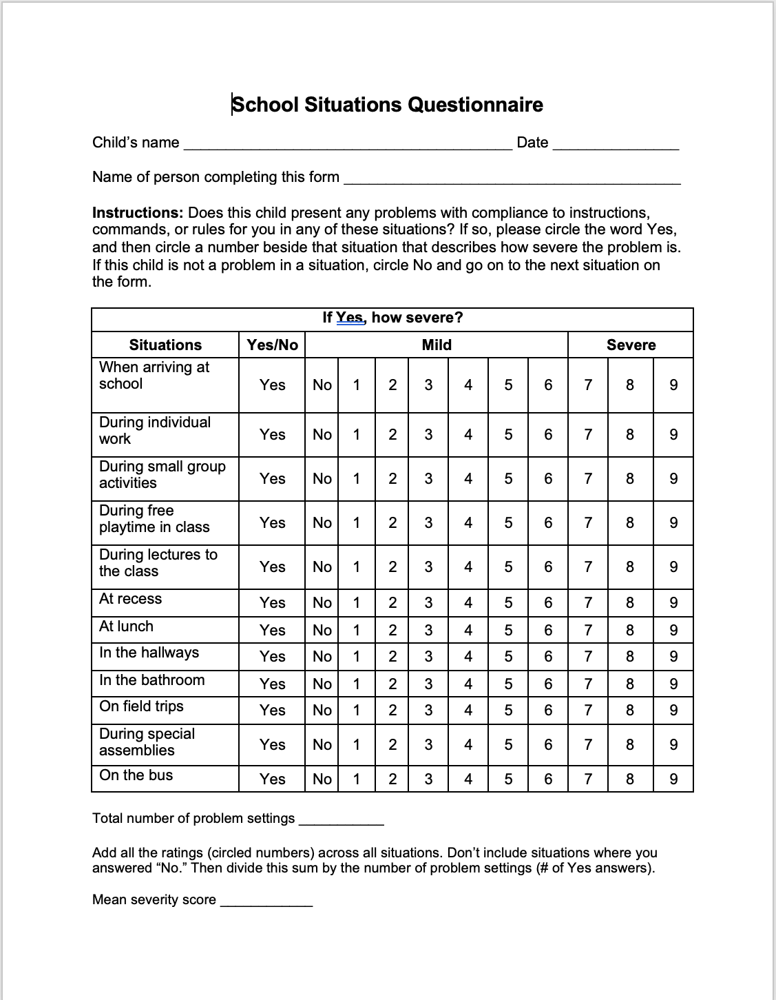 School Situations Questionnaire
Child’s name ______________________________________ Date _______________
Name of person completing this form ________________________________________
Instructions: Does this child present any problems with compliance to instructions,
commands, or rules for you in any of these situations? If so, please circle the word Yes,
and then circle a number beside that situation that describes how severe the problem is.
If this child is not a problem in a situation, circle No and go on to the next situation on
the form.
If Yes, how severe?
Situations Yes/No Mild Severe
When arriving at
school Yes No 1 2 3 4 5 6 7 8 9
During individual
work Yes No 1 2 3 4 5 6 7 8 9
During small group
activities Yes No 1 2 3 4 5 6 7 8 9
During free
playtime in class Yes No 1 2 3 4 5 6 7 8 9
During lectures to
the class Yes No 1 2 3 4 5 6 7 8 9
At recess Yes No 1 2 3 4 5 6 7 8 9
At lunch Yes No 1 2 3 4 5 6 7 8 9
In the hallways Yes No 1 2 3 4 5 6 7 8 9
In the bathroom Yes No 1 2 3 4 5 6 7 8 9
On field trips Yes No 1 2 3 4 5 6 7 8 9
During special
assemblies Yes No 1 2 3 4 5 6 7 8 9
On the bus Yes No 1 2 3 4 5 6 7 8 9
Total number of problem settings ___________
Add all the ratings (circled numbers) across all situations. Don’t include situations where you
answered “No.” Then divide this sum by the number of problem settings (# of Yes answers).
Mean severity score ____________